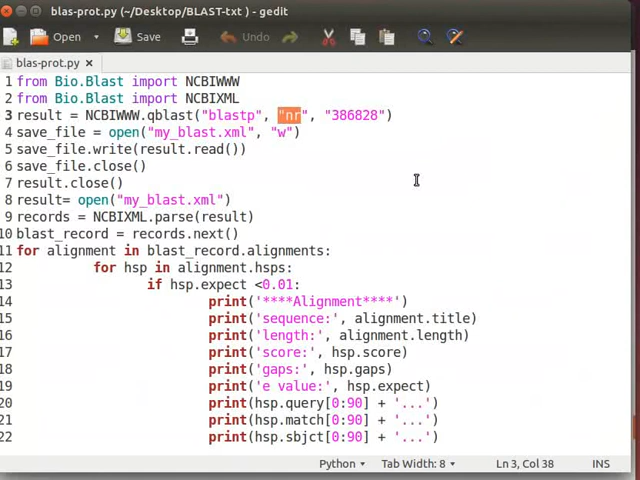 blas-prot.py (~/Desktop/BLAST-txt ) - gedit
Open Save Undo
blas-prot.py ×
1 from Bio.Blast import NCBIWWW
2 from Bio.Blast import NCBIXML
3 result = NCBIWWW.qblast("blastp", "nr", "386828")
4 save_file = open("my_blast.xml", "w")
5 save_file.write(result.read())
6 save_file.close()
7 result.close()
8 result= open("my_blast.xml")
9 records = NCBIXML.parse(result)
10 blast_record = records.next()
11 for alignment in blast_record.alignments:
12 for hsp in alignment.hsps:
13 if hsp.expect <0.01:
14 print('****Alignment****')
15 print('sequence:', alignment.title)
16 print('length:', alignment.length)
17 print('score:', hsp.score)
18 print('gaps:', hsp.gaps)
19 print('e value:', hsp.expect)
20 print(hsp.query[0:90] + '...')
21 print(hsp.match[0:90] + '...')
22 print(hsp.sbjct[0:90] + '...')
Python Tab Width: 8 Ln 3, Col 38 INS